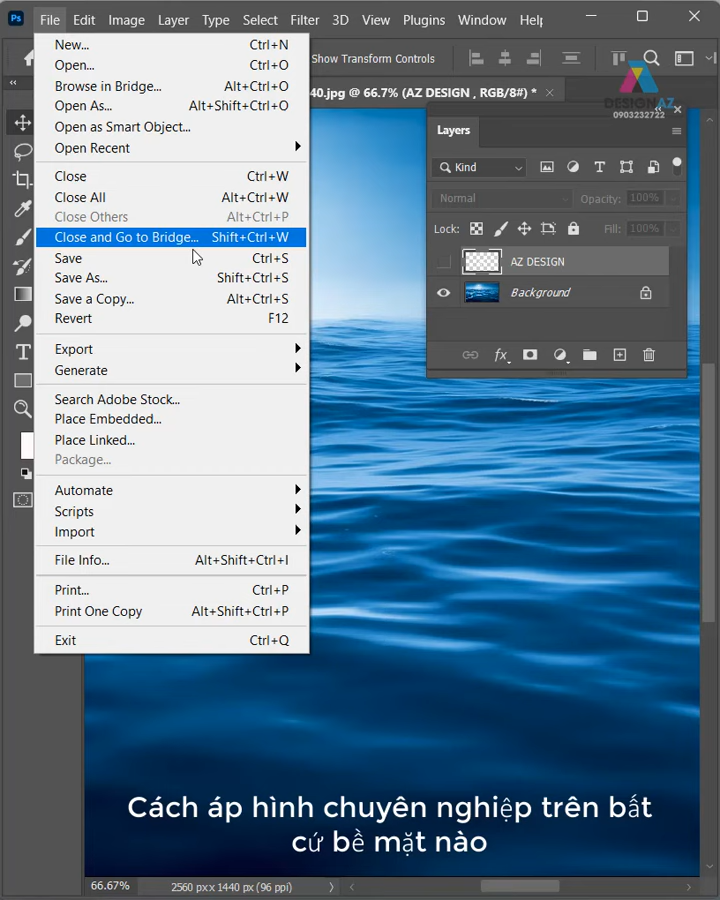 Ps File Edit Image Layer Type Select Filter 3D View Plugins Window Help
Show Transform Controls
40.jpg @ 66.7% (AZ DESIGN , RGB/8#) *
DESIGN AZ
0903232722
New... Ctrl+N
Open... Ctrl+O
Browse in Bridge... Alt+Ctrl+O
Open As... Alt+Shift+Ctrl+O
Open as Smart Object...
Open Recent
Close Ctrl+W
Close All Alt+Ctrl+W
Close Others Alt+Ctrl+P
Close and Go to Bridge... Shift+Ctrl+W
Save Ctrl+S
Save As... Shift+Ctrl+S
Save a Copy... Alt+Ctrl+S
Revert F12
Export
Generate
Search Adobe Stock...
Place Embedded...
Place Linked...
Package...
Automate
Scripts
Import
File Info... Alt+Shift+Ctrl+I
Print... Ctrl+P
Print One Copy Alt+Shift+Ctrl+P
Exit Ctrl+Q
Layers
Kind
Normal Opacity: 100%
Lock: Fill: 100%
AZ DESIGN
Background
fx
Cách áp hình chuyên nghiệp trên bất
cứ bề mặt nào
66.67% 2560 px x 1440 px (96 ppi)